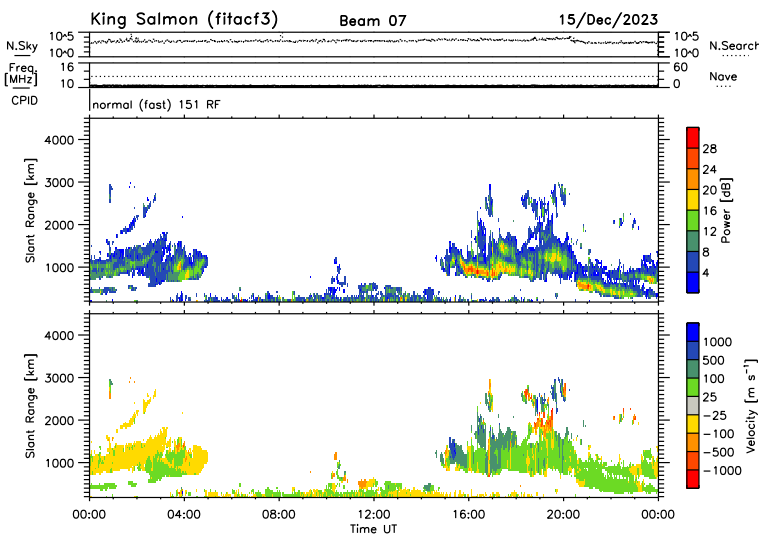 King Salmon (fitacf3) Beam 07 15/Dec/2023
N.Sky 10^5 10^0 10^5 10^0 N.Search
Freq. [MHz] 16 10 60 0 Nave
CPID normal (fast) 151 RF
Slant Range [km] 4000 3000 2000 1000
28 24 20 16 12 8 4 Power [dB]
Slant Range [km] 4000 3000 2000 1000
1000 500 100 25 −25 −100 −500 −1000 Velocity [m s⁻¹]
00:00 04:00 08:00 12:00 16:00 20:00 00:00
Time UT